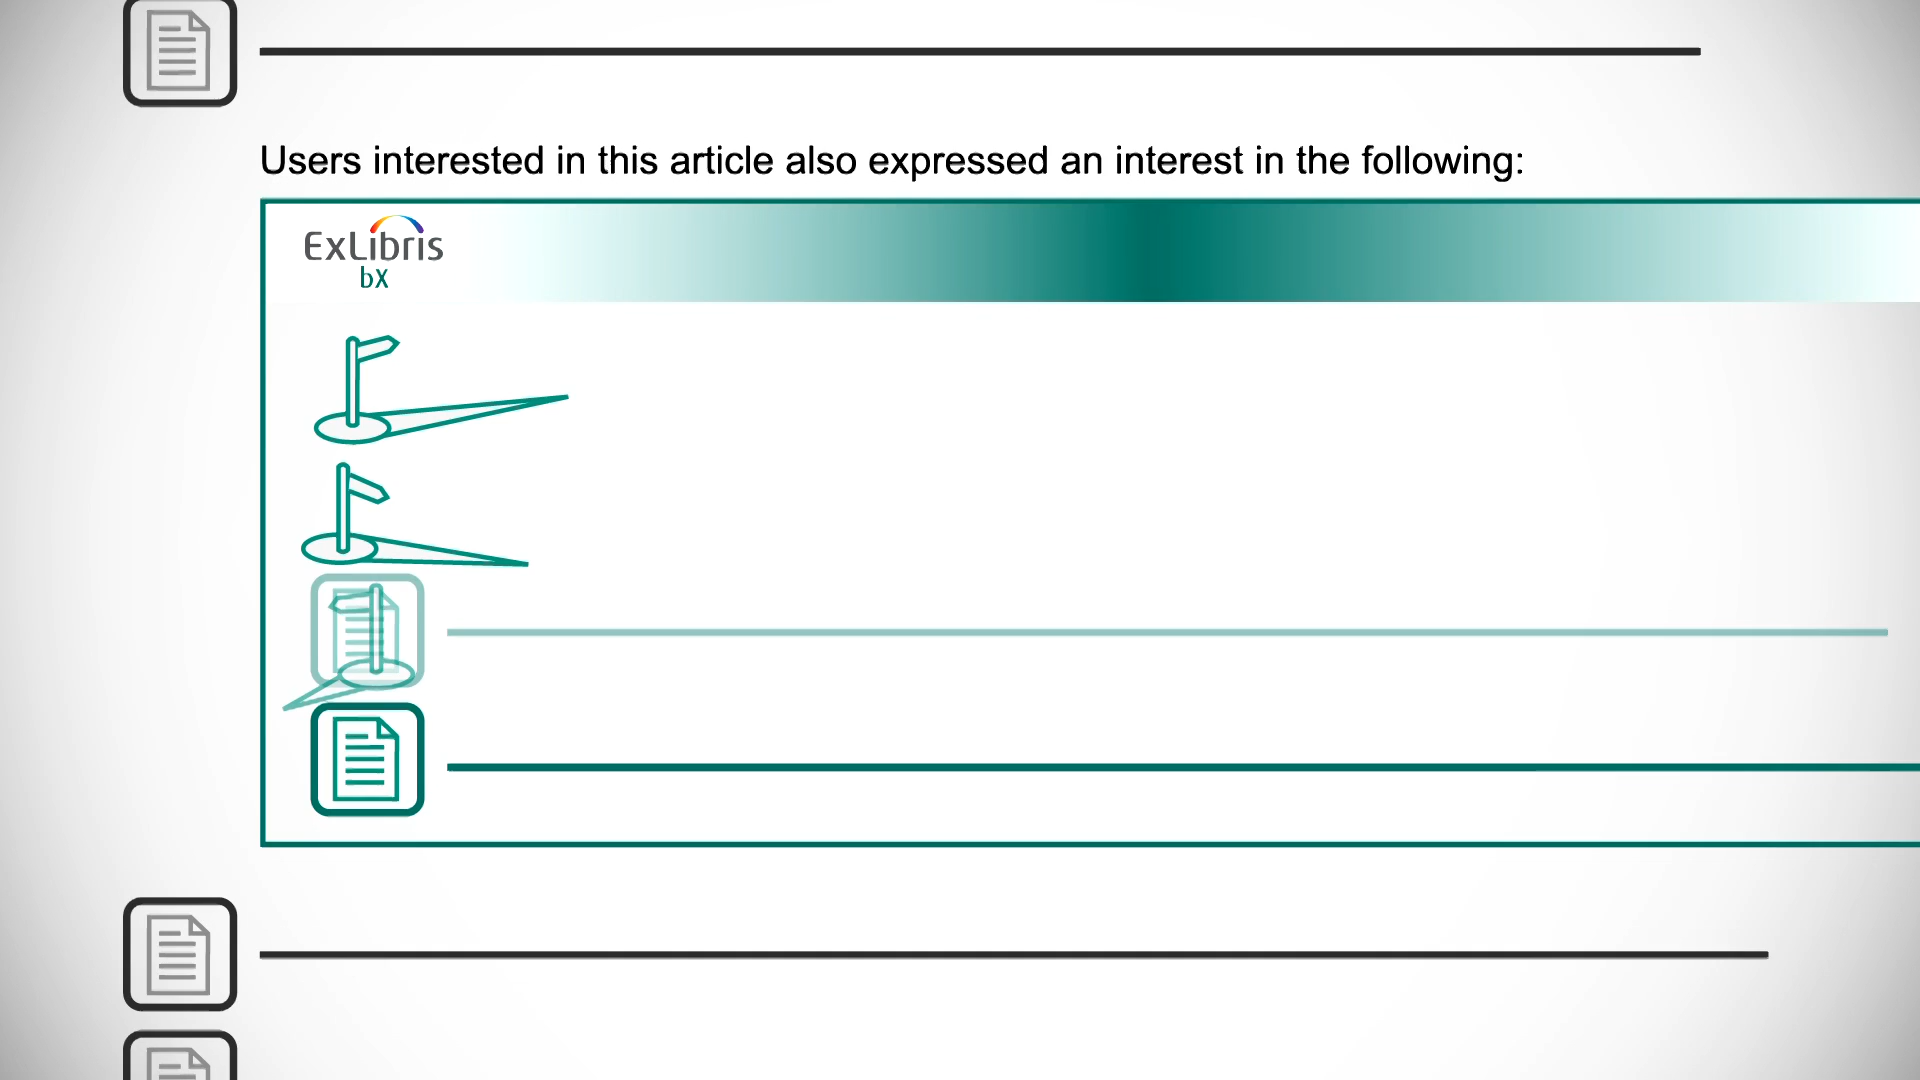 Users interested in this article also expressed an interest in the following:
ExLibris
bX